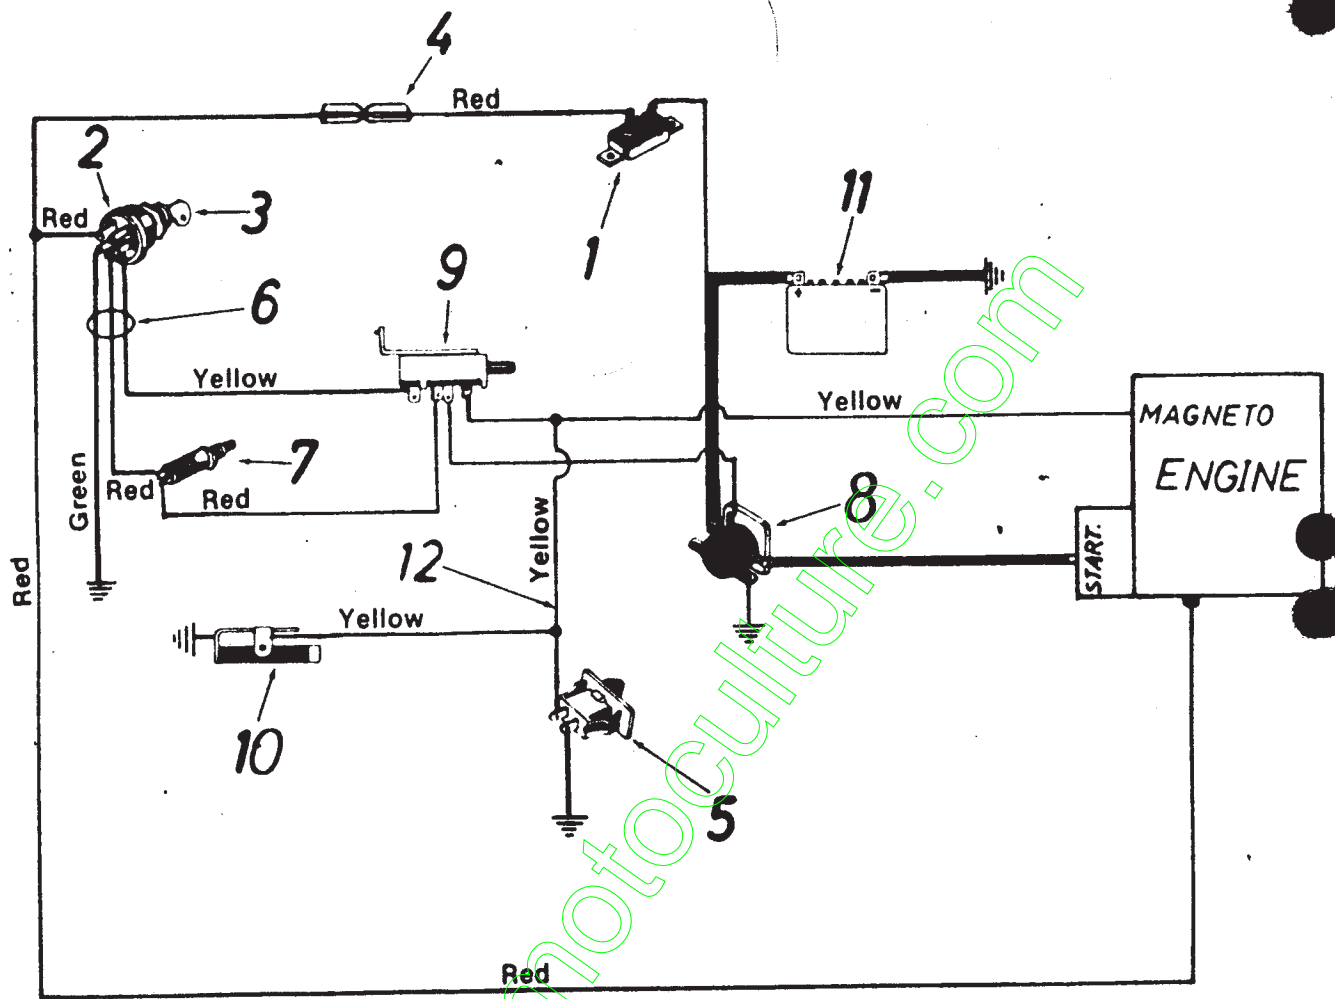 4
Red
2
Red
3
1
11
9
6
+ -
Yellow
Yellow
MAGNETO
ENGINE
7
Red
Green
Red
8
START.
12
Yellow
Red
Yellow
10
5
Red
motoculture.com